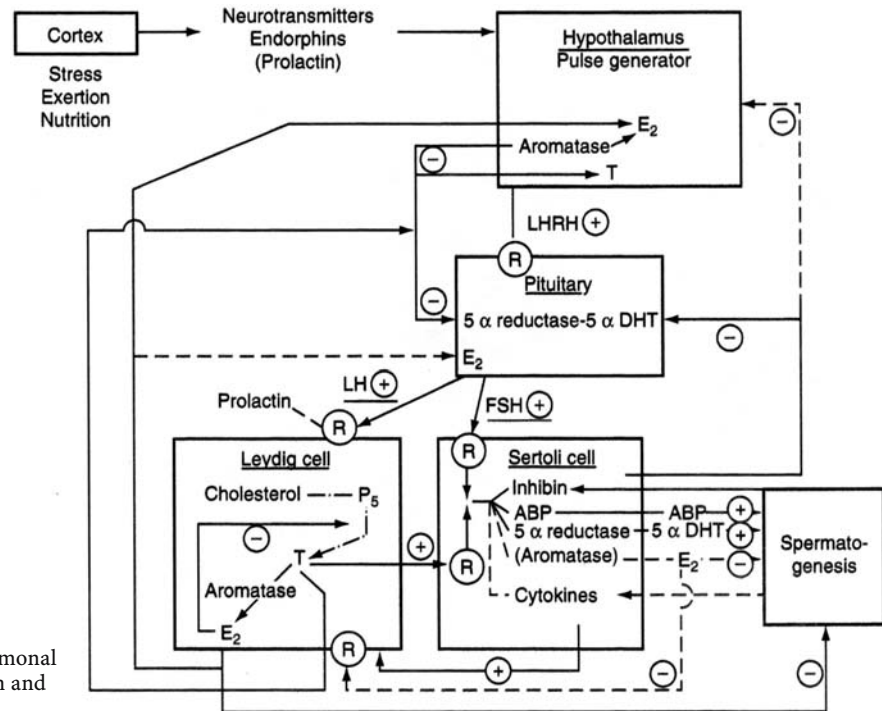 Cortex
Stress
Exertion
Nutrition
Neurotransmitters
Endorphins
(Prolactin)
Hypothalamus
Pulse generator
E₂
Aromatase
T
−
−
LHRH +
R
Pituitary
−
5 α reductase-5 α DHT
−
E₂
LH +
FSH +
Prolactin
R
R
Leydig cell
Cholesterol
P₅
−
T
Aromatase
E₂
R
+
Sertoli cell
R
Inhibin
ABP
ABP
+
5 α reductase
5 α DHT
+
(Aromatase)
E₂
−
Cytokines
+
−
Spermato-
genesis
−
monal
n and